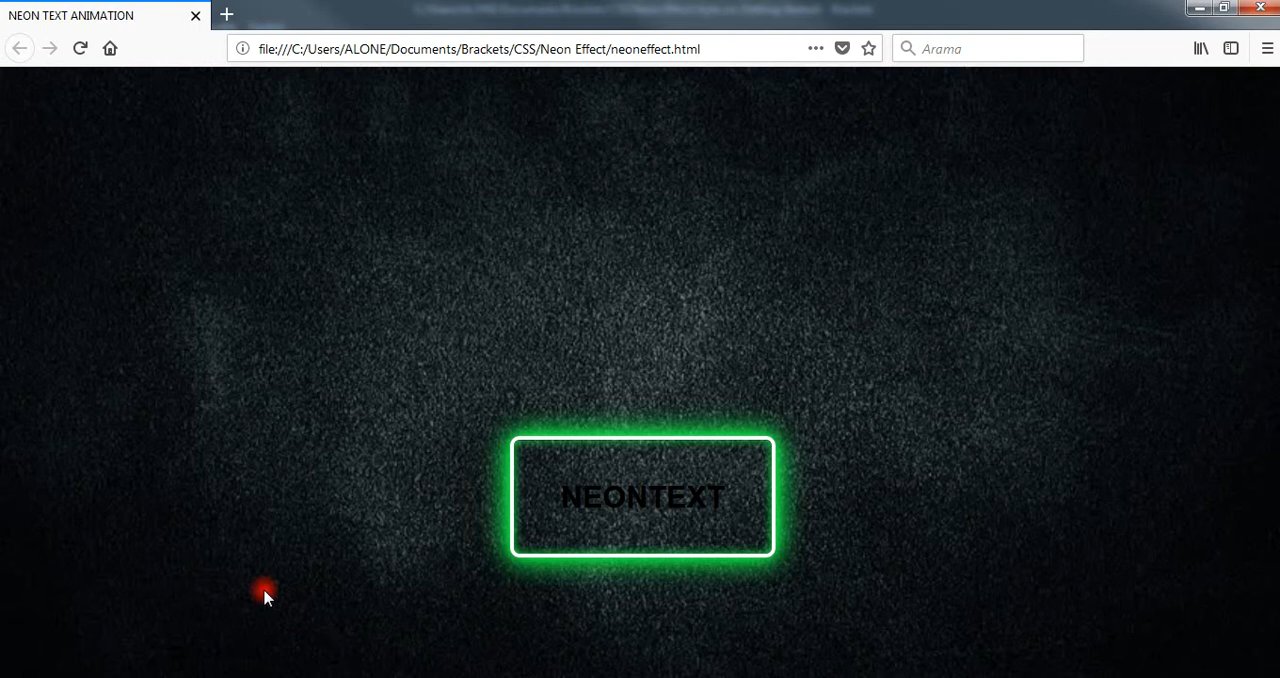 NEON TEXT ANIMATION
file:///C:/Users/ALONE/Documents/Brackets/CSS/Neon Effect/neoneffect.html
Arama
NEONTEXT